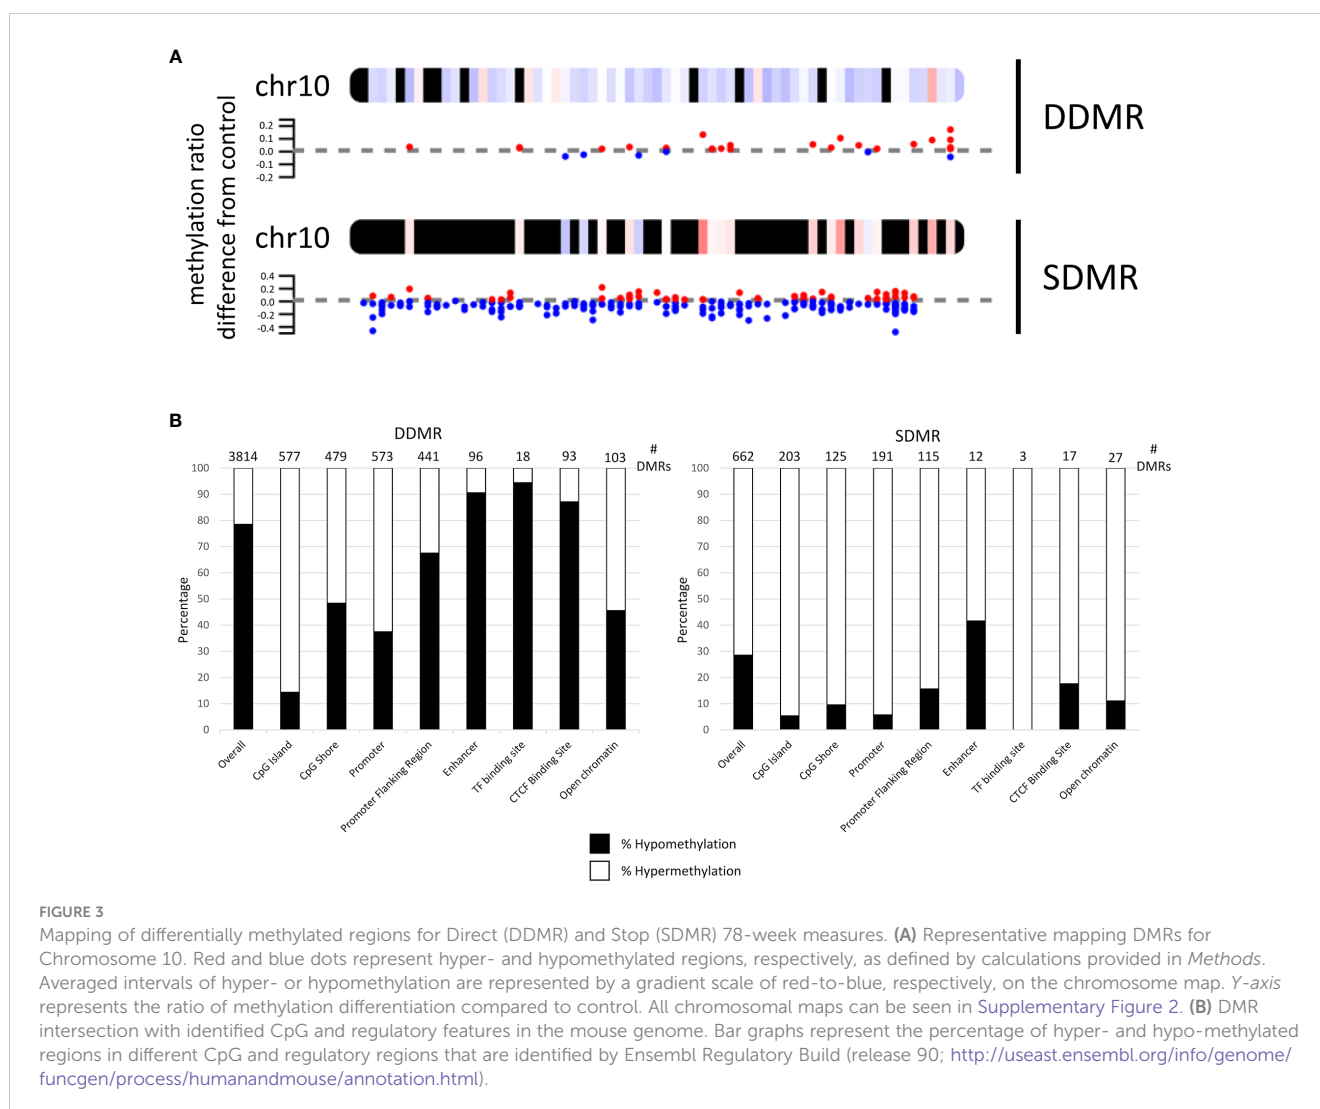 A
chr10
DDMR
methylation ratio
difference from control
0.2
0.1
0.0
-0.1
-0.2
chr10
SDMR
0.4
0.2
0.0
-0.2
-0.4
B
DDMR
3814 577 479 573 441 96 18 93 103
# DMRs
100
90
80
70
60
50
40
30
20
10
0
Percentage
Overall
CpG Island
CpG Shore
Promoter
Promoter Flanking Region
Enhancer
TF binding site
CTCF Binding Site
Open chromatin
SDMR
662 203 125 191 115 12 3 17 27
#
DMRs
100
90
80
70
60
50
40
30
20
10
0
Percentage
Overall
CpG Island
CpG Shore
Promoter
Promoter Flanking Region
Enhancer
TF binding site
CTCF Binding Site
Open chromatin
% Hypomethylation
% Hypermethylation
FIGURE 3
Mapping of differentially methylated regions for Direct (DDMR) and Stop (SDMR) 78-week measures. (A) Representative mapping DMRs for
Chromosome 10. Red and blue dots represent hyper- and hypomethylated regions, respectively, as defined by calculations provided in Methods.
Averaged intervals of hyper- or hypomethylation are represented by a gradient scale of red-to-blue, respectively, on the chromosome map. Y-axis
represents the ratio of methylation differentiation compared to control. All chromosomal maps can be seen in Supplementary Figure 2. (B) DMR
intersection with identified CpG and regulatory features in the mouse genome. Bar graphs represent the percentage of hyper- and hypo-methylated
regions in different CpG and regulatory regions that are identified by Ensembl Regulatory Build (release 90; http://useast.ensembl.org/info/genome/
funcgen/process/humanandmouse/annotation.html).